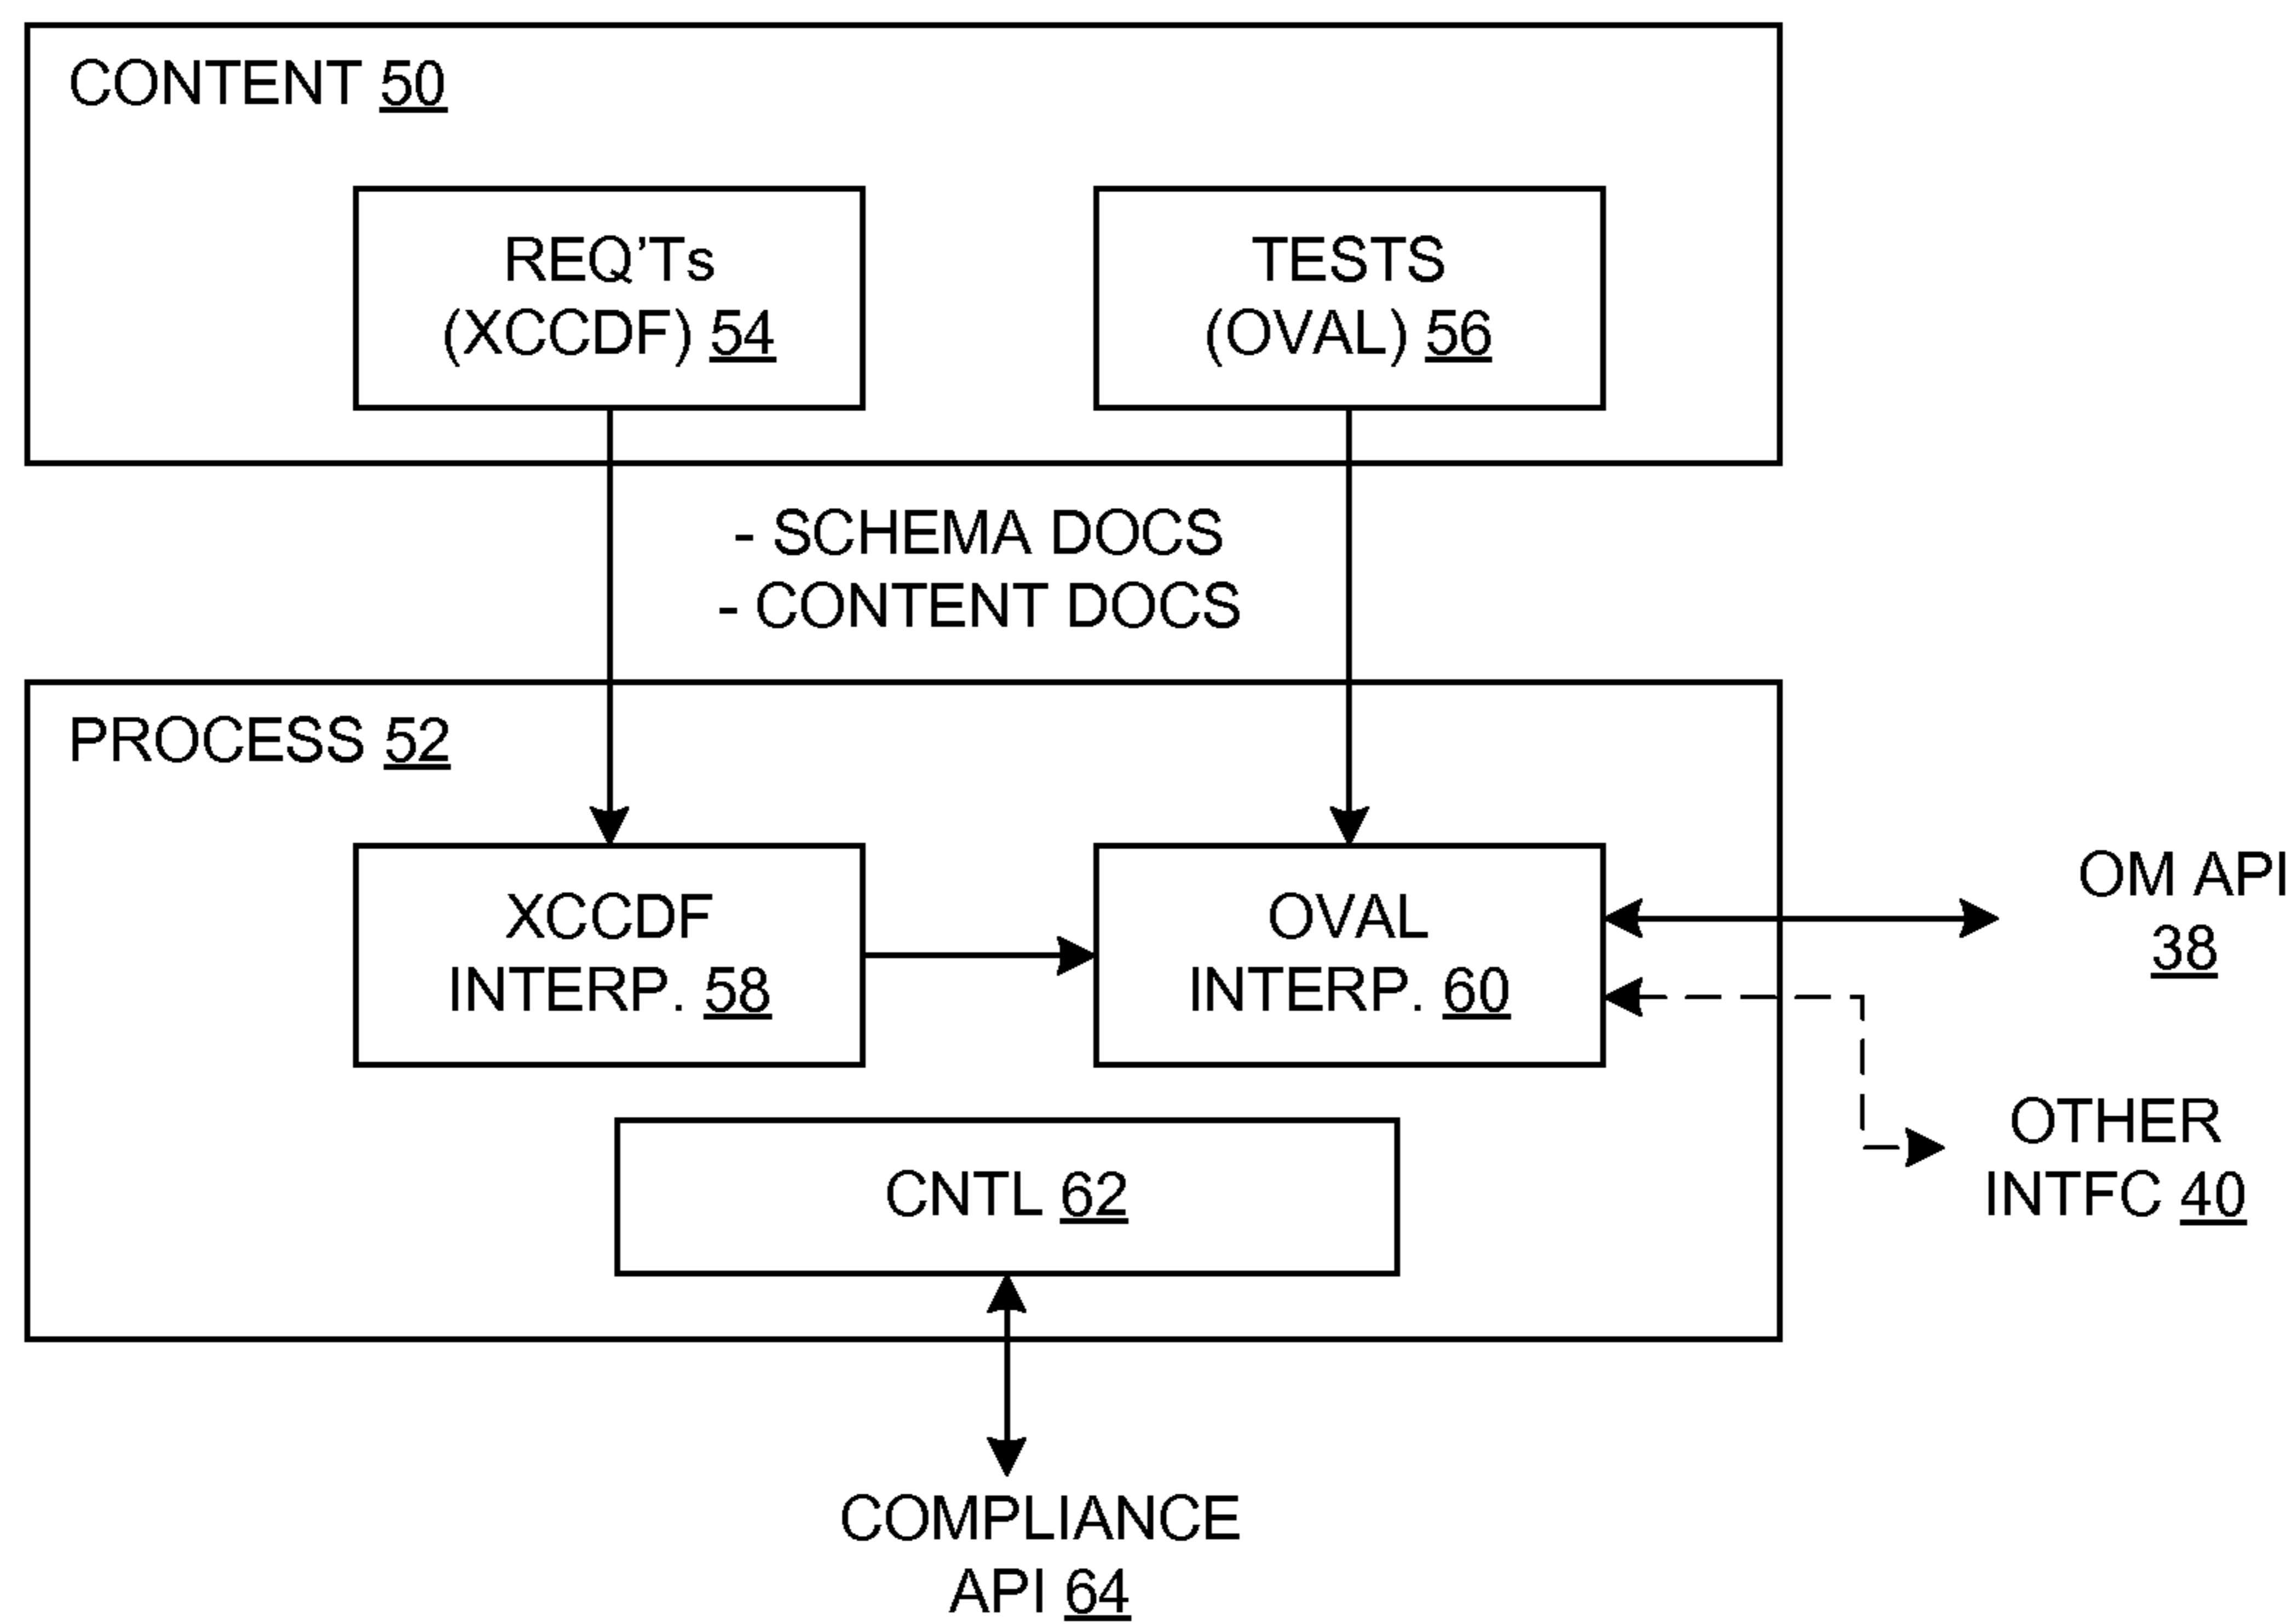 CONTENT 50
REQ’Ts
(XCCDF) 54
TESTS
(OVAL) 56
- SCHEMA DOCS
- CONTENT DOCS
PROCESS 52
XCCDF
INTERP. 58
OVAL
INTERP. 60
OM API
38
OTHER
INTFC 40
CNTL 62
COMPLIANCE
API 64